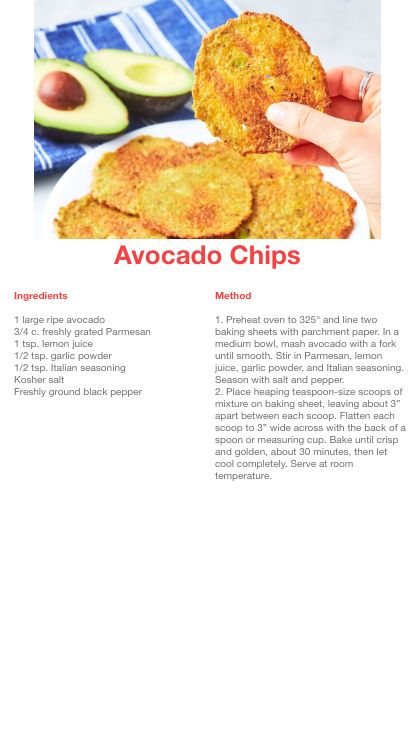 Avocado Chips
Ingredients
1 large ripe avocado
3/4 c. freshly grated Parmesan
1 tsp. lemon juice
1/2 tsp. garlic powder
1/2 tsp. Italian seasoning
Kosher salt
Freshly ground black pepper
Method
1. Preheat oven to 325° and line two
baking sheets with parchment paper. In a
medium bowl, mash avocado with a fork
until smooth. Stir in Parmesan, lemon
juice, garlic powder, and Italian seasoning.
Season with salt and pepper.
2. Place heaping teaspoon-size scoops of
mixture on baking sheet, leaving about 3”
apart between each scoop. Flatten each
scoop to 3” wide across with the back of a
spoon or measuring cup. Bake until crisp
and golden, about 30 minutes, then let
cool completely. Serve at room
temperature.